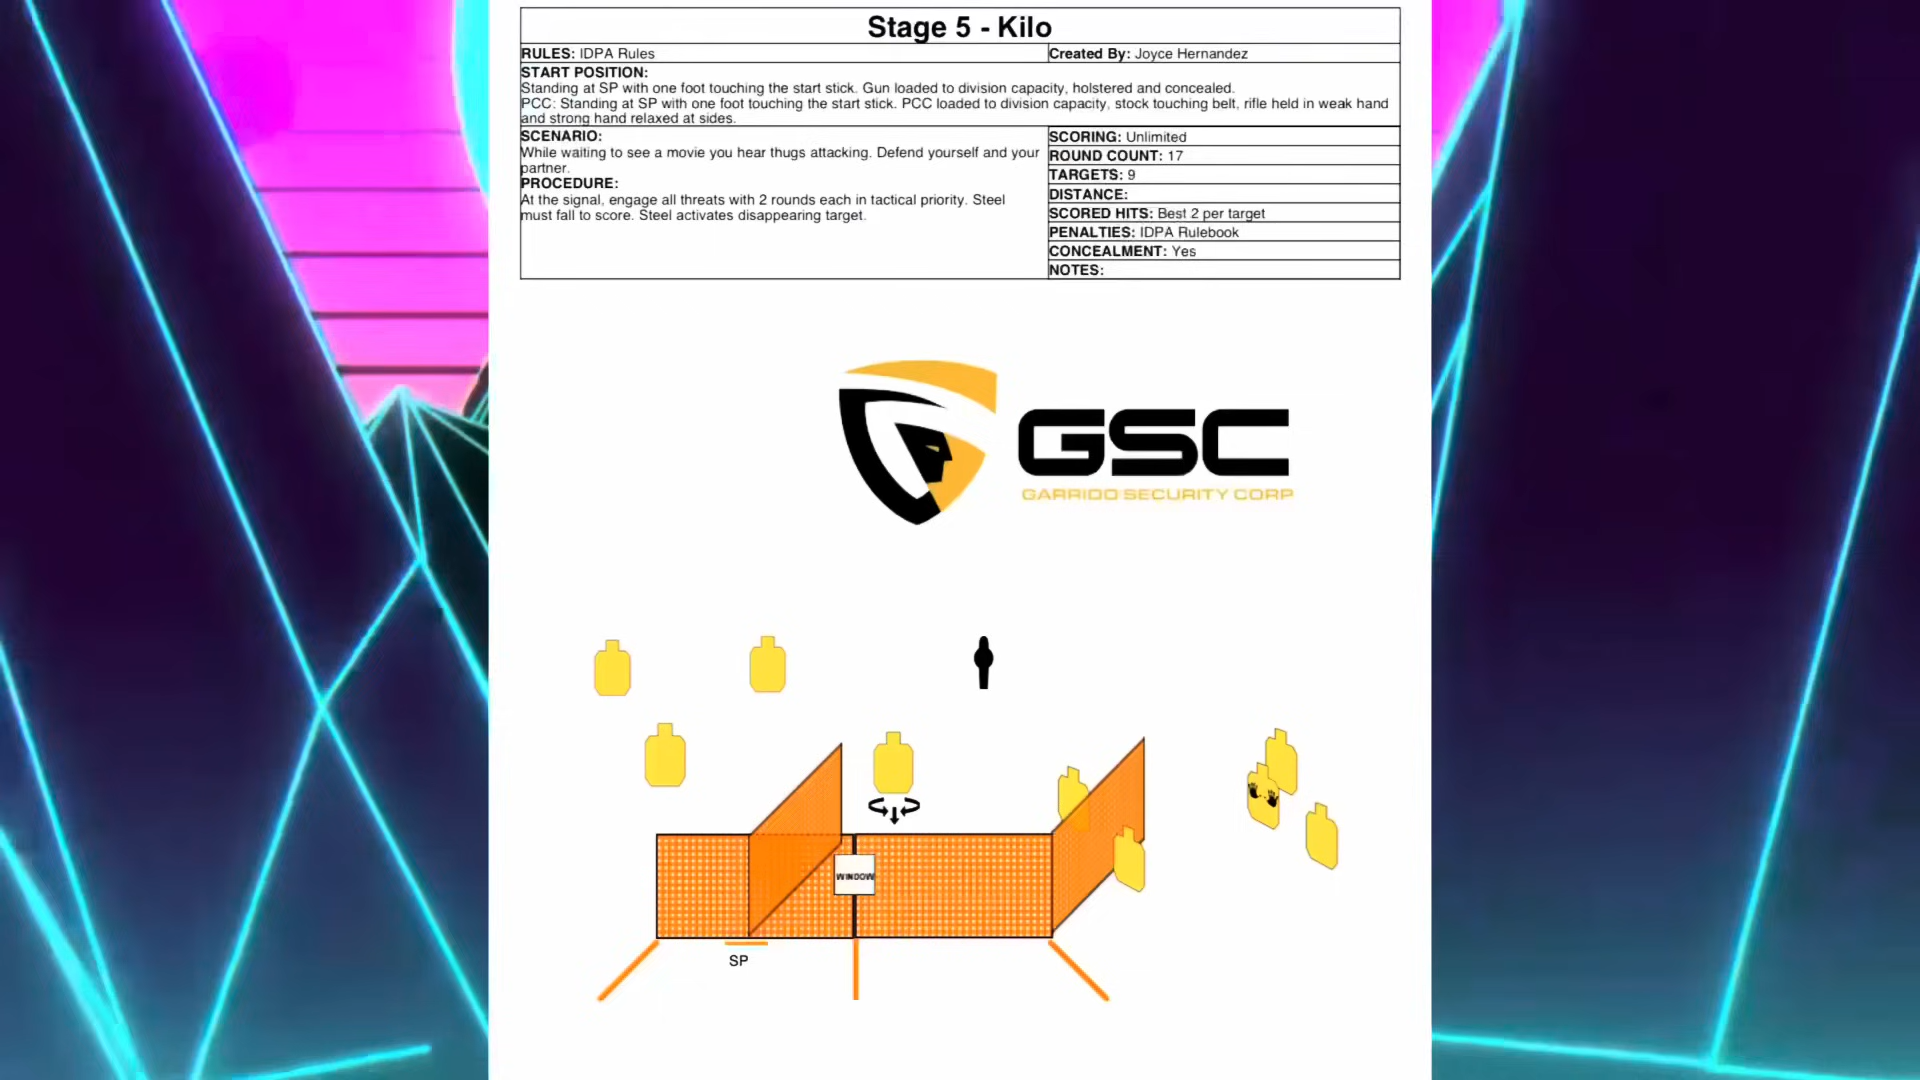 Stage 5 - Kilo
RULES: IDPA Rules
Created By: Joyce Hernandez
START POSITION:
Standing at SP with one foot touching the start stick. Gun loaded to division capacity, holstered and concealed.
PCC: Standing at SP with one foot touching the start stick. PCC loaded to division capacity, stock touching belt, rifle held in weak hand
and strong hand relaxed at sides.
SCENARIO:
While waiting to see a movie you hear thugs attacking. Defend yourself and your
partner.
PROCEDURE:
At the signal, engage all threats with 2 rounds each in tactical priority. Steel
must fall to score. Steel activates disappearing target.
SCORING: Unlimited
ROUND COUNT: 17
TARGETS: 9
DISTANCE:
SCORED HITS: Best 2 per target
PENALTIES: IDPA Rulebook
CONCEALMENT: Yes
NOTES:
GSC
GARRIDO SECURITY CORP
WINDOW
SP